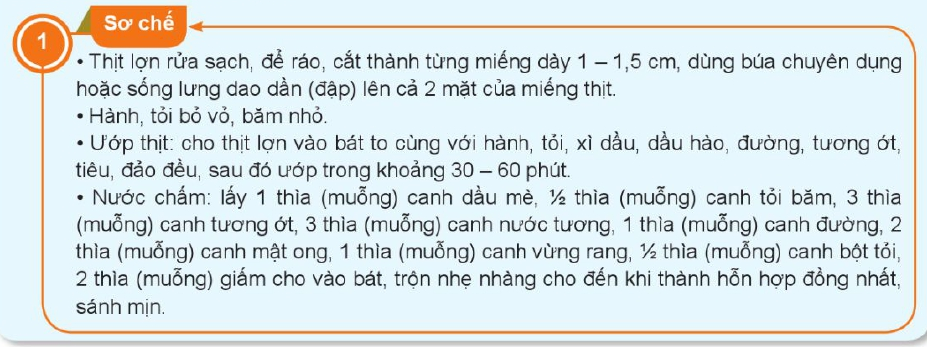 Sơ chế
1
• Thịt lợn rửa sạch, để ráo, cắt thành từng miếng dày 1 – 1,5 cm, dùng búa chuyên dụng
hoặc sống lưng dao dần (đập) lên cả 2 mặt của miếng thịt.
• Hành, tỏi bỏ vỏ, băm nhỏ.
• Ướp thịt: cho thịt lợn vào bát to cùng với hành, tỏi, xì dầu, dầu hào, đường, tương ớt,
tiêu, đảo đều, sau đó ướp trong khoảng 30 – 60 phút.
• Nước chấm: lấy 1 thìa (muỗng) canh dầu mè, ½ thìa (muỗng) canh tỏi băm, 3 thìa
(muỗng) canh tương ớt, 3 thìa (muỗng) canh nước tương, 1 thìa (muỗng) canh đường, 2
thìa (muỗng) canh mật ong, 1 thìa (muỗng) canh vừng rang, ½ thìa (muỗng) canh bột tỏi,
2 thìa (muỗng) giấm cho vào bát, trộn nhẹ nhàng cho đến khi thành hỗn hợp đồng nhất,
sánh mịn.